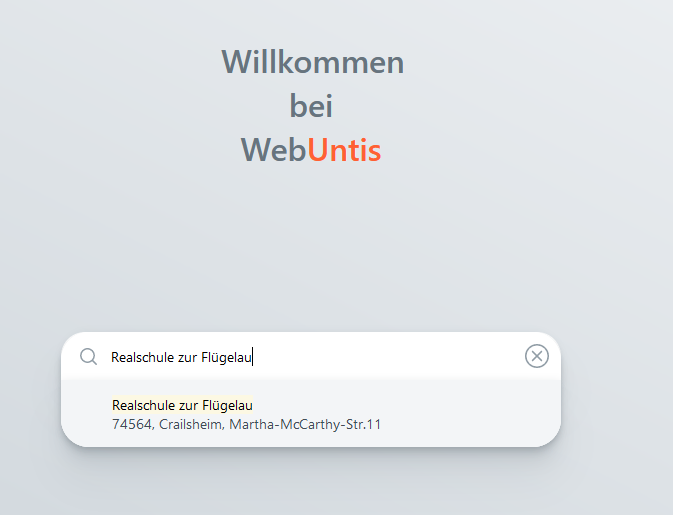 Willkommen
bei
WebUntis
Realschule zur Flügelau
Realschule zur Flügelau
74564, Crailsheim, Martha-McCarthy-Str.11